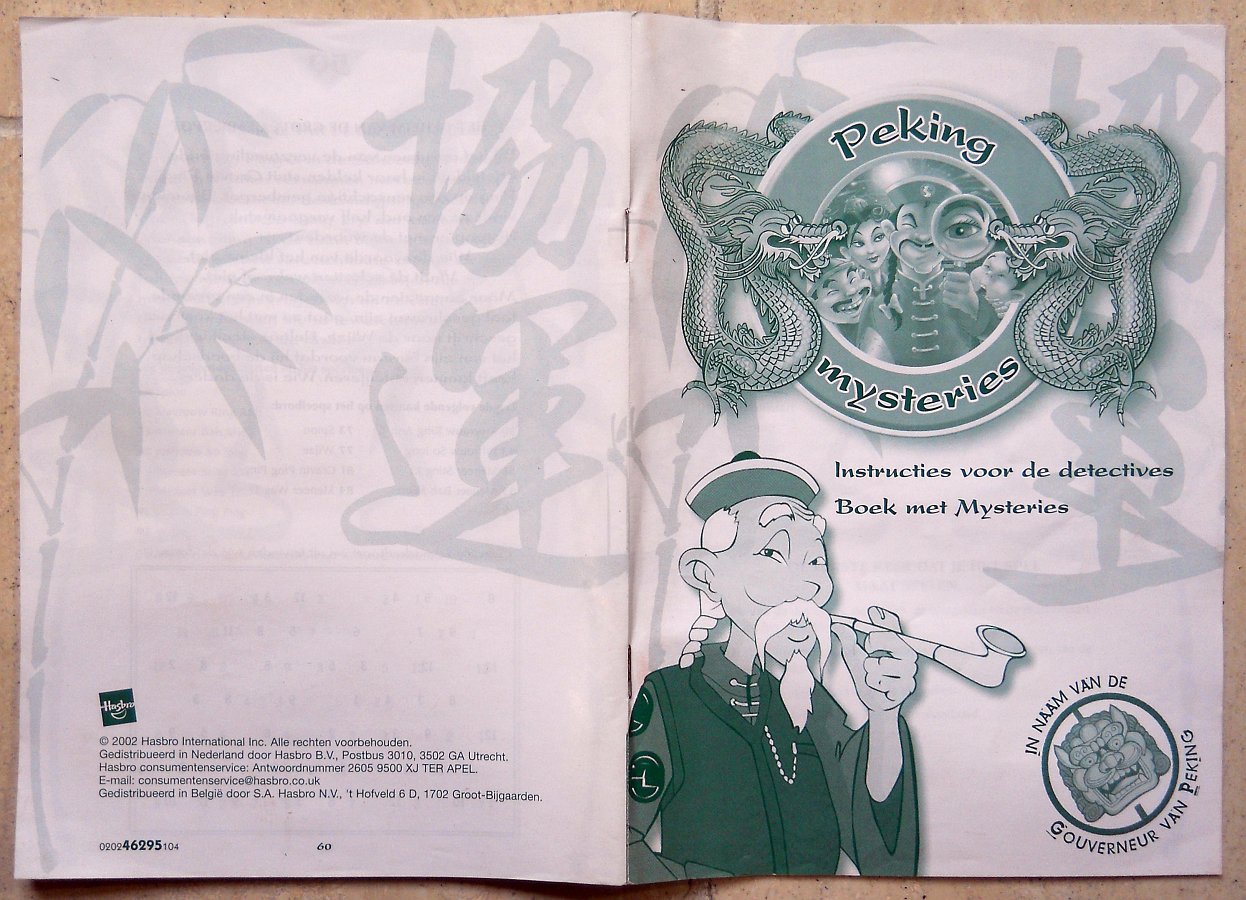 協
運
Hasbro
© 2002 Hasbro International Inc. Alle rechten voorbehouden.
Gedistribueerd in Nederland door Hasbro B.V., Postbus 3010, 3502 GA Utrecht.
Hasbro consumentenservice: Antwoordnummer 2605 9500 XJ TER APEL.
E-mail: consumentenservice@hasbro.co.uk
Gedistribueerd in België door S.A. Hasbro N.V., 't Hofveld 6 D, 1702 Groot-Bijgaarden.
020246295104
60
Peking
mysteries
Instructies voor de detectives
Boek met Mysteries
IN NAAM VAN DE
GOUVERNEUR VAN PEKING